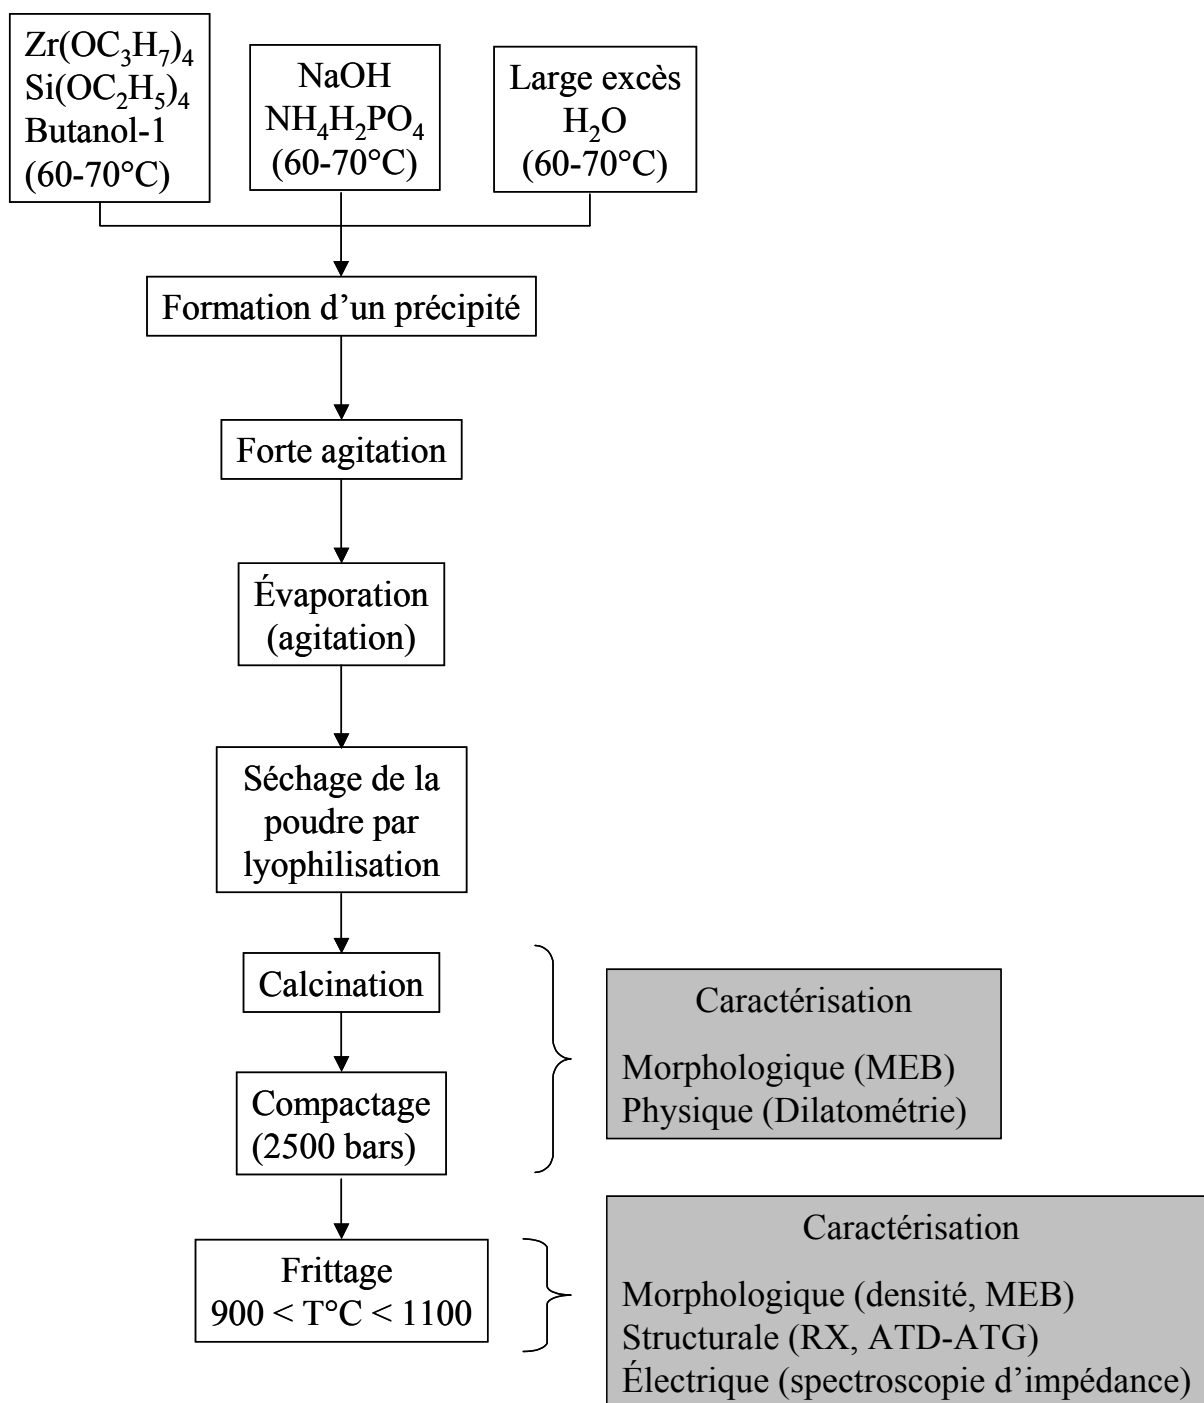 Zr(OC₃H₇)₄
Si(OC₂H₅)₄
Butanol-1
(60-70°C)
NaOH
NH₄H₂PO₄
(60-70°C)
Large excès
H₂O
(60-70°C)
Formation d’un précipité
Forte agitation
Évaporation
(agitation)
Séchage de la
poudre par
lyophilisation
Calcination
Compactage
(2500 bars)
Caractérisation
Morphologique (MEB)
Physique (Dilatométrie)
Frittage
900 < T°C < 1100
Caractérisation
Morphologique (densité, MEB)
Structurale (RX, ATD-ATG)
Électrique (spectroscopie d’impédance)